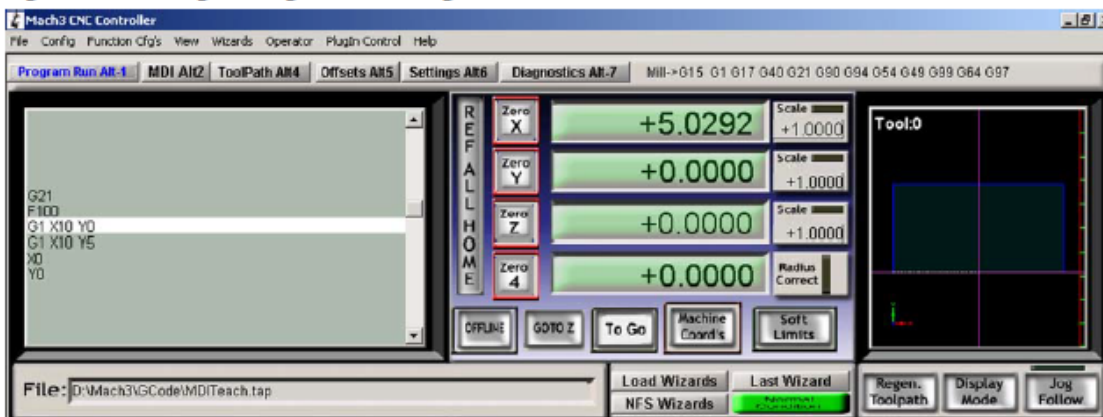 Mach3 CNC Controller
File Config Function Cfg's View Wizards Operator PlugIn Control Help
Program Run Alt-1 MDI Alt2 ToolPath Alt4 Offsets Alt5 Settings Alt6 Diagnostics Alt-7 Mill->G15 G1 G17 G40 G21 G90 G94 G54 G49 G99 G64 G97
G21
F100
G1 X10 Y0
G1 X10 Y5
X0
Y0
REF ALL HOME
Zero X +5.0292 Scale +1.0000
Zero Y +0.0000 Scale +1.0000
Zero Z +0.0000 Scale +1.0000
Zero 4 +0.0000 Radius Correct
OFFLINE GOTO Z To Go Machine Coord's Soft Limits
Tool:0
File: D:\Mach3\GCode\MDITeach.tap
Load Wizards Last Wizard
NFS Wizards Normal Condition
Regen. Toolpath Display Mode Jog Follow